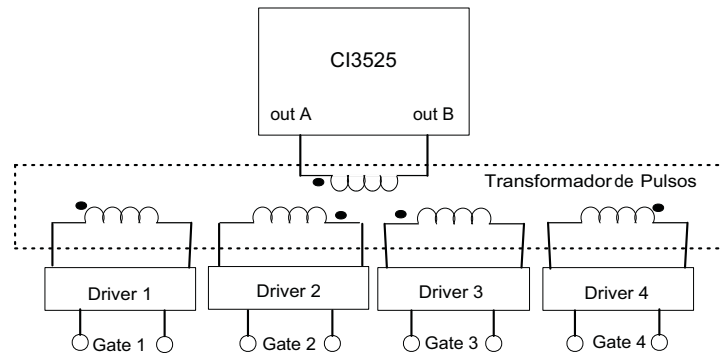 CI3525
out A out B
Transformador de Pulsos
Driver 1 Driver 2 Driver 3 Driver 4
Gate 1 Gate 2 Gate 3 Gate 4